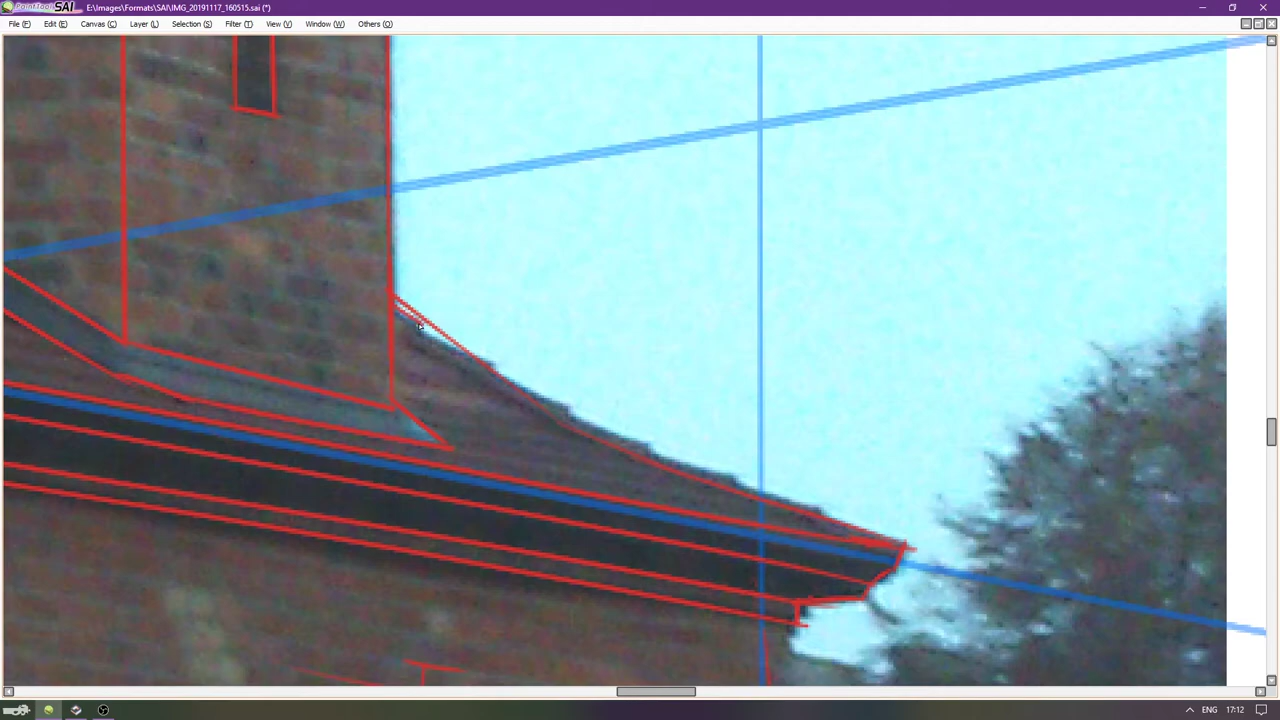 PaintTool SAI E:\Images\Formats\SAI\IMG_20191117_160515.sai (*)
File (F) Edit (E) Canvas (C) Layer (L) Selection (S) Filter (T) View (V) Window (W) Others (O)
ENG 17:12